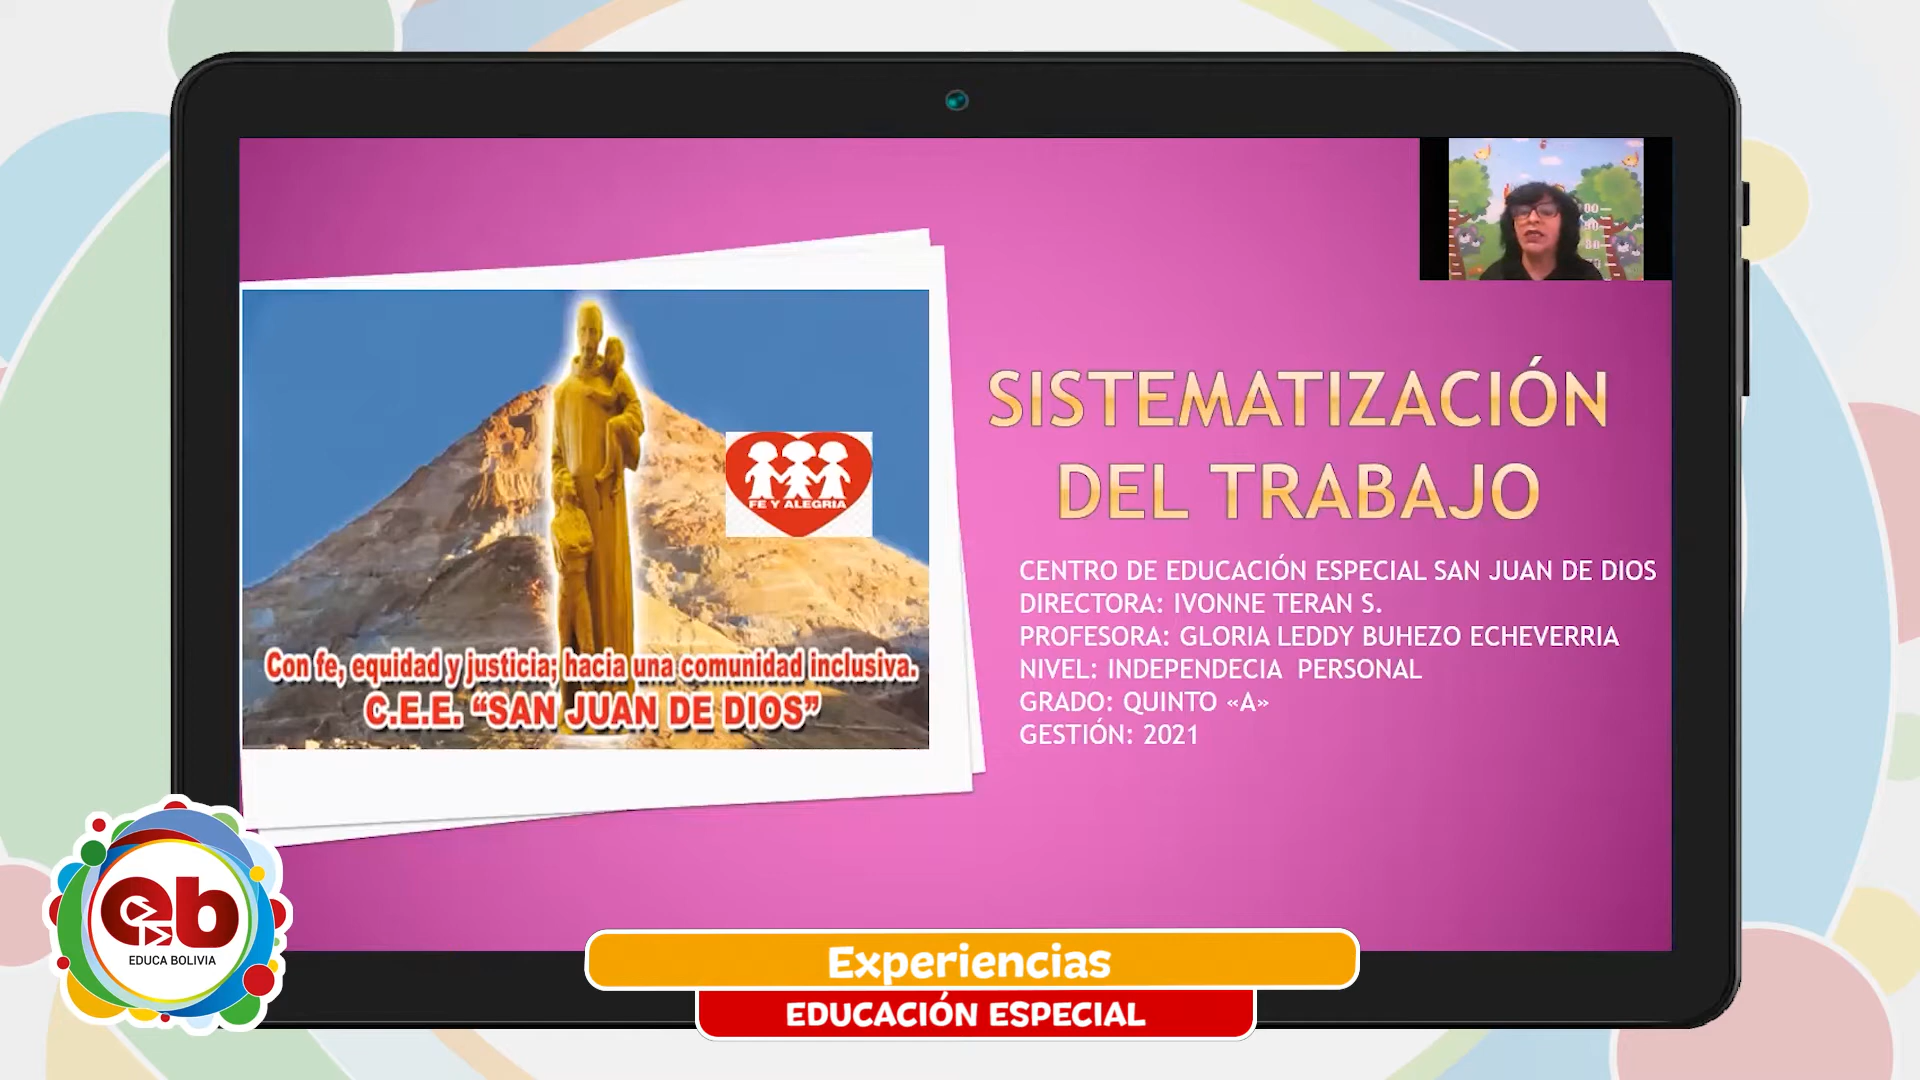 SISTEMATIZACIÓN
DEL TRABAJO
CENTRO DE EDUCACIÓN ESPECIAL SAN JUAN DE DIOS
DIRECTORA: IVONNE TERAN S.
PROFESORA: GLORIA LEDDY BUHEZO ECHEVERRIA
NIVEL: INDEPENDECIA PERSONAL
GRADO: QUINTO «A»
GESTIÓN: 2021
FE Y ALEGRIA
Con fe, equidad y justicia; hacia una comunidad inclusiva.
C.E.E. “SAN JUAN DE DIOS”
eb
EDUCA BOLIVIA
Experiencias
EDUCACIÓN ESPECIAL